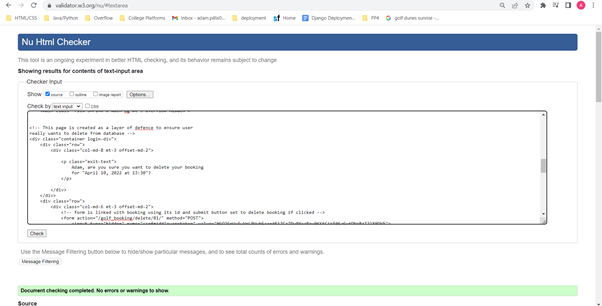 validator.w3.org/nu/#textarea
HTML/CSS Java/Python Overflow College Platforms Inbox - adam.pills0... deployment Home Django Deploymen... PP4 golf dunes sunrise -...
Nu Html Checker
This tool is an ongoing experiment in better HTML checking, and its behavior remains subject to change
Showing results for contents of text-input area
Checker Input
Show source outline image report Options...
Check by text input css
<!-- This page is created as a layer of defence to ensure user
really wants to delete from database -->
<div class="container login-div">
<div class="row">
<div class="col-md-8 mt-3 offset-md-2">
<p class="exit-text">
Adam, are you sure you want to delete your booking
for "April 10, 2022 at 13:30"?
</p>
</div>
</div>
<div class="row">
<div class="col-md-6 mt-3 offset-md-2">
<!-- form is linked with booking using its id and submit button set to delete booking if clicked -->
<form action="/golf_booking/delete/81/" method="POST">
Check
Use the Message Filtering button below to hide/show particular messages, and to see total counts of errors and warnings.
Message Filtering
Document checking completed. No errors or warnings to show.
Source